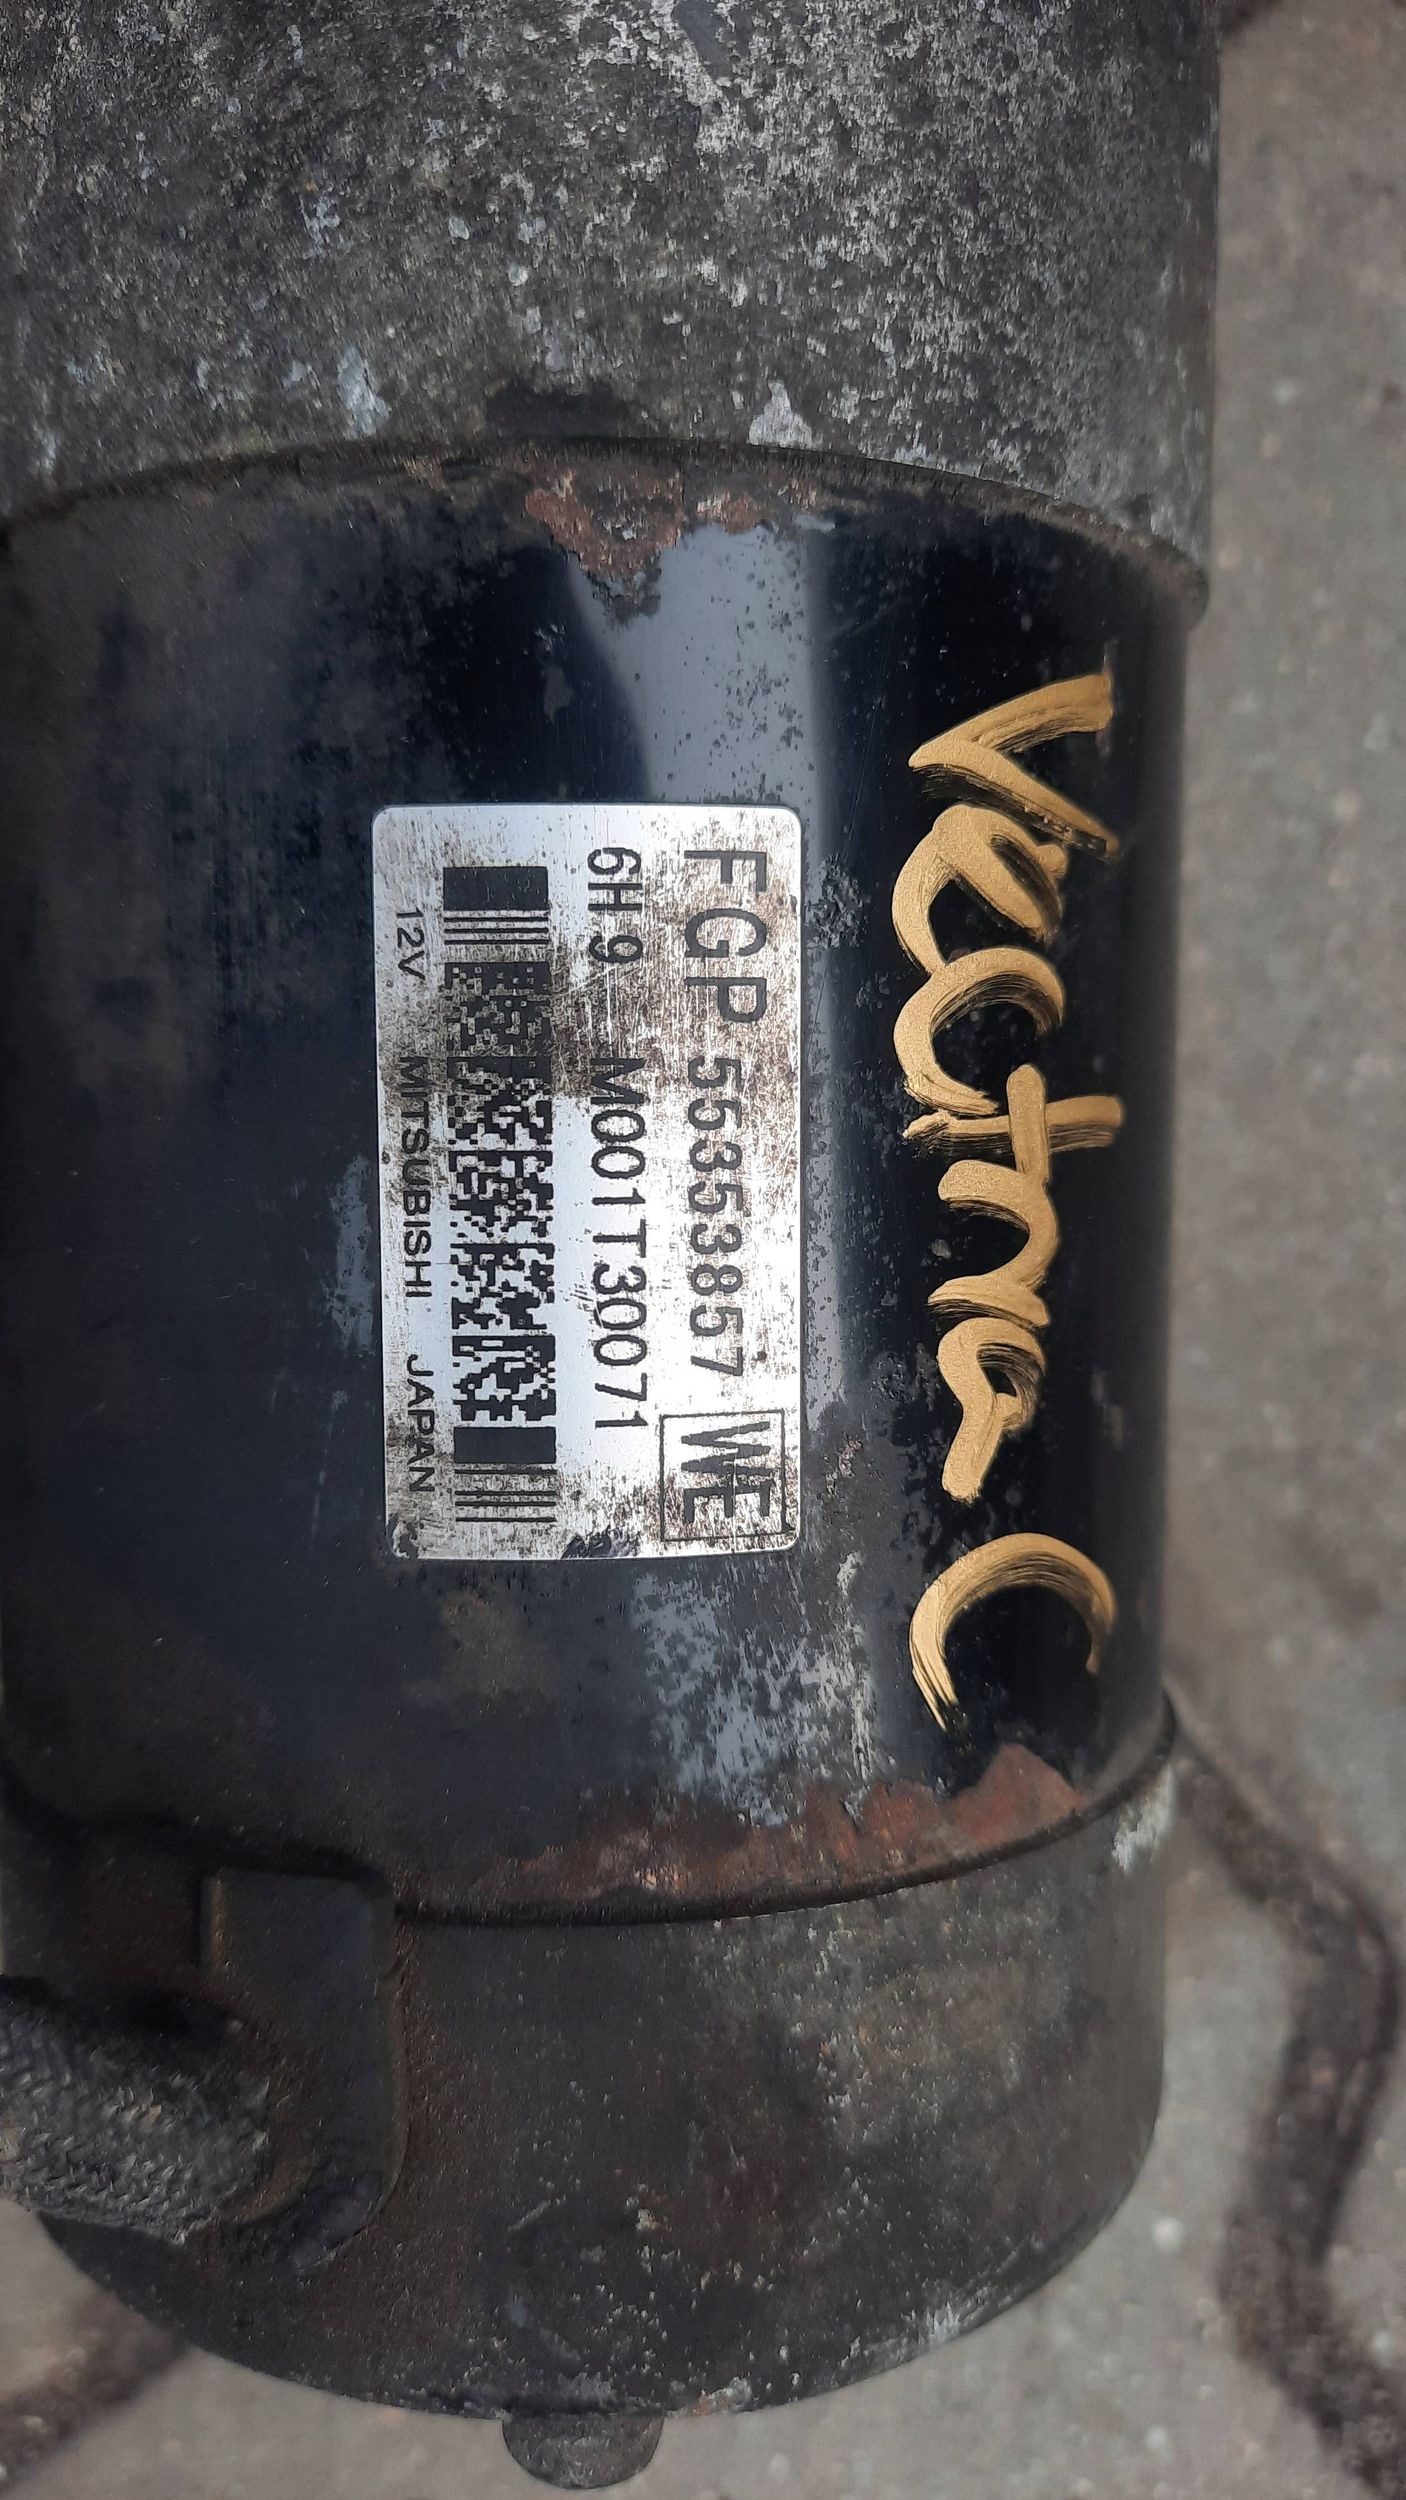 Vectra C
FGP 55353857 WE
6H 9 M001T30071
12V MITSUBISHI JAPAN